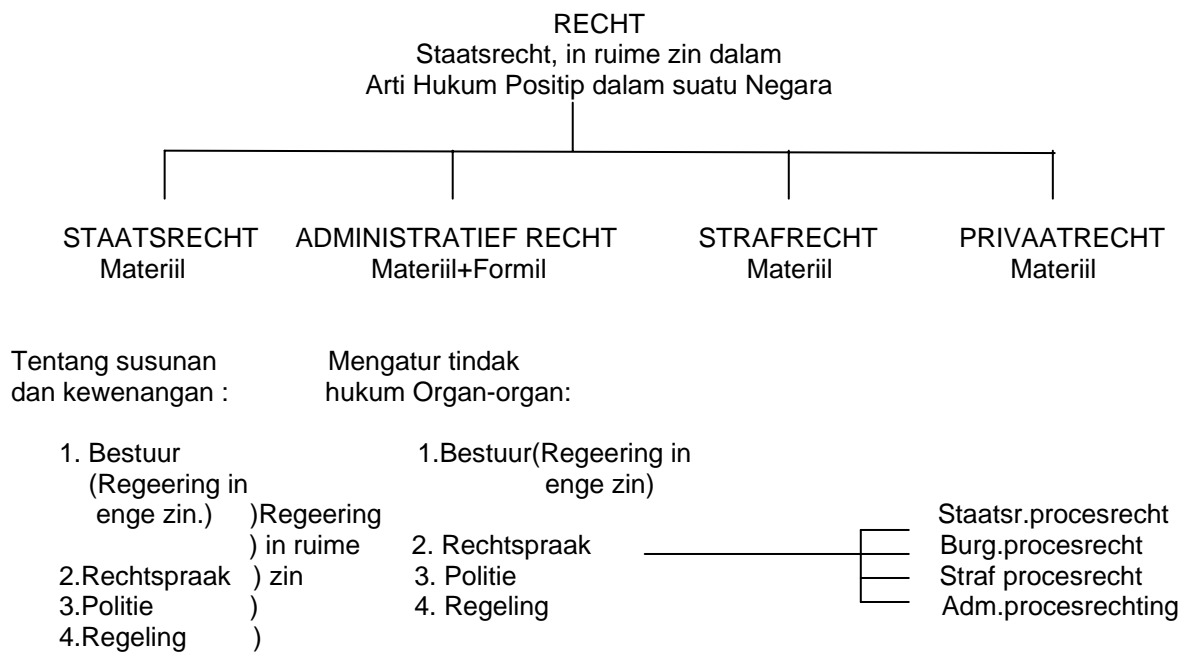 RECHT
Staatsrecht, in ruime zin dalam
Arti Hukum Positip dalam suatu Negara
STAATSRECHT
Materiil
ADMINISTRATIEF RECHT
Materiil+Formil
STRAFRECHT
Materiil
PRIVAATRECHT
Materiil
Tentang susunan
dan kewenangan :
1. Bestuur
(Regeering in
enge zin.)
2.Rechtspraak
3.Politie
4.Regeling
)Regeering
) in ruime
) zin
)
)
Mengatur tindak
hukum Organ-organ:
1.Bestuur(Regeering in
enge zin)
2. Rechtspraak
3. Politie
4. Regeling
Staatsr.procesrecht
Burg.procesrecht
Straf procesrecht
Adm.procesrechting